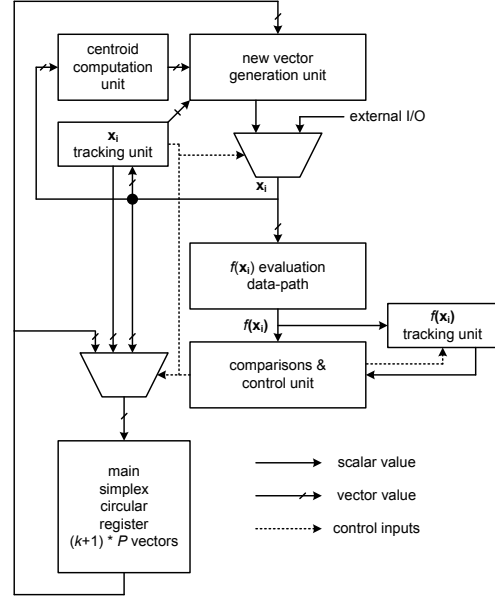 centroid
computation
unit
new vector
generation unit
external I/O
xᵢ
tracking unit
xᵢ
f(xᵢ) evaluation
data-path
f(xᵢ)
f(xᵢ)
tracking unit
comparisons &
control unit
main
simplex
circular
register
(k+1) * P vectors
scalar value
vector value
control inputs